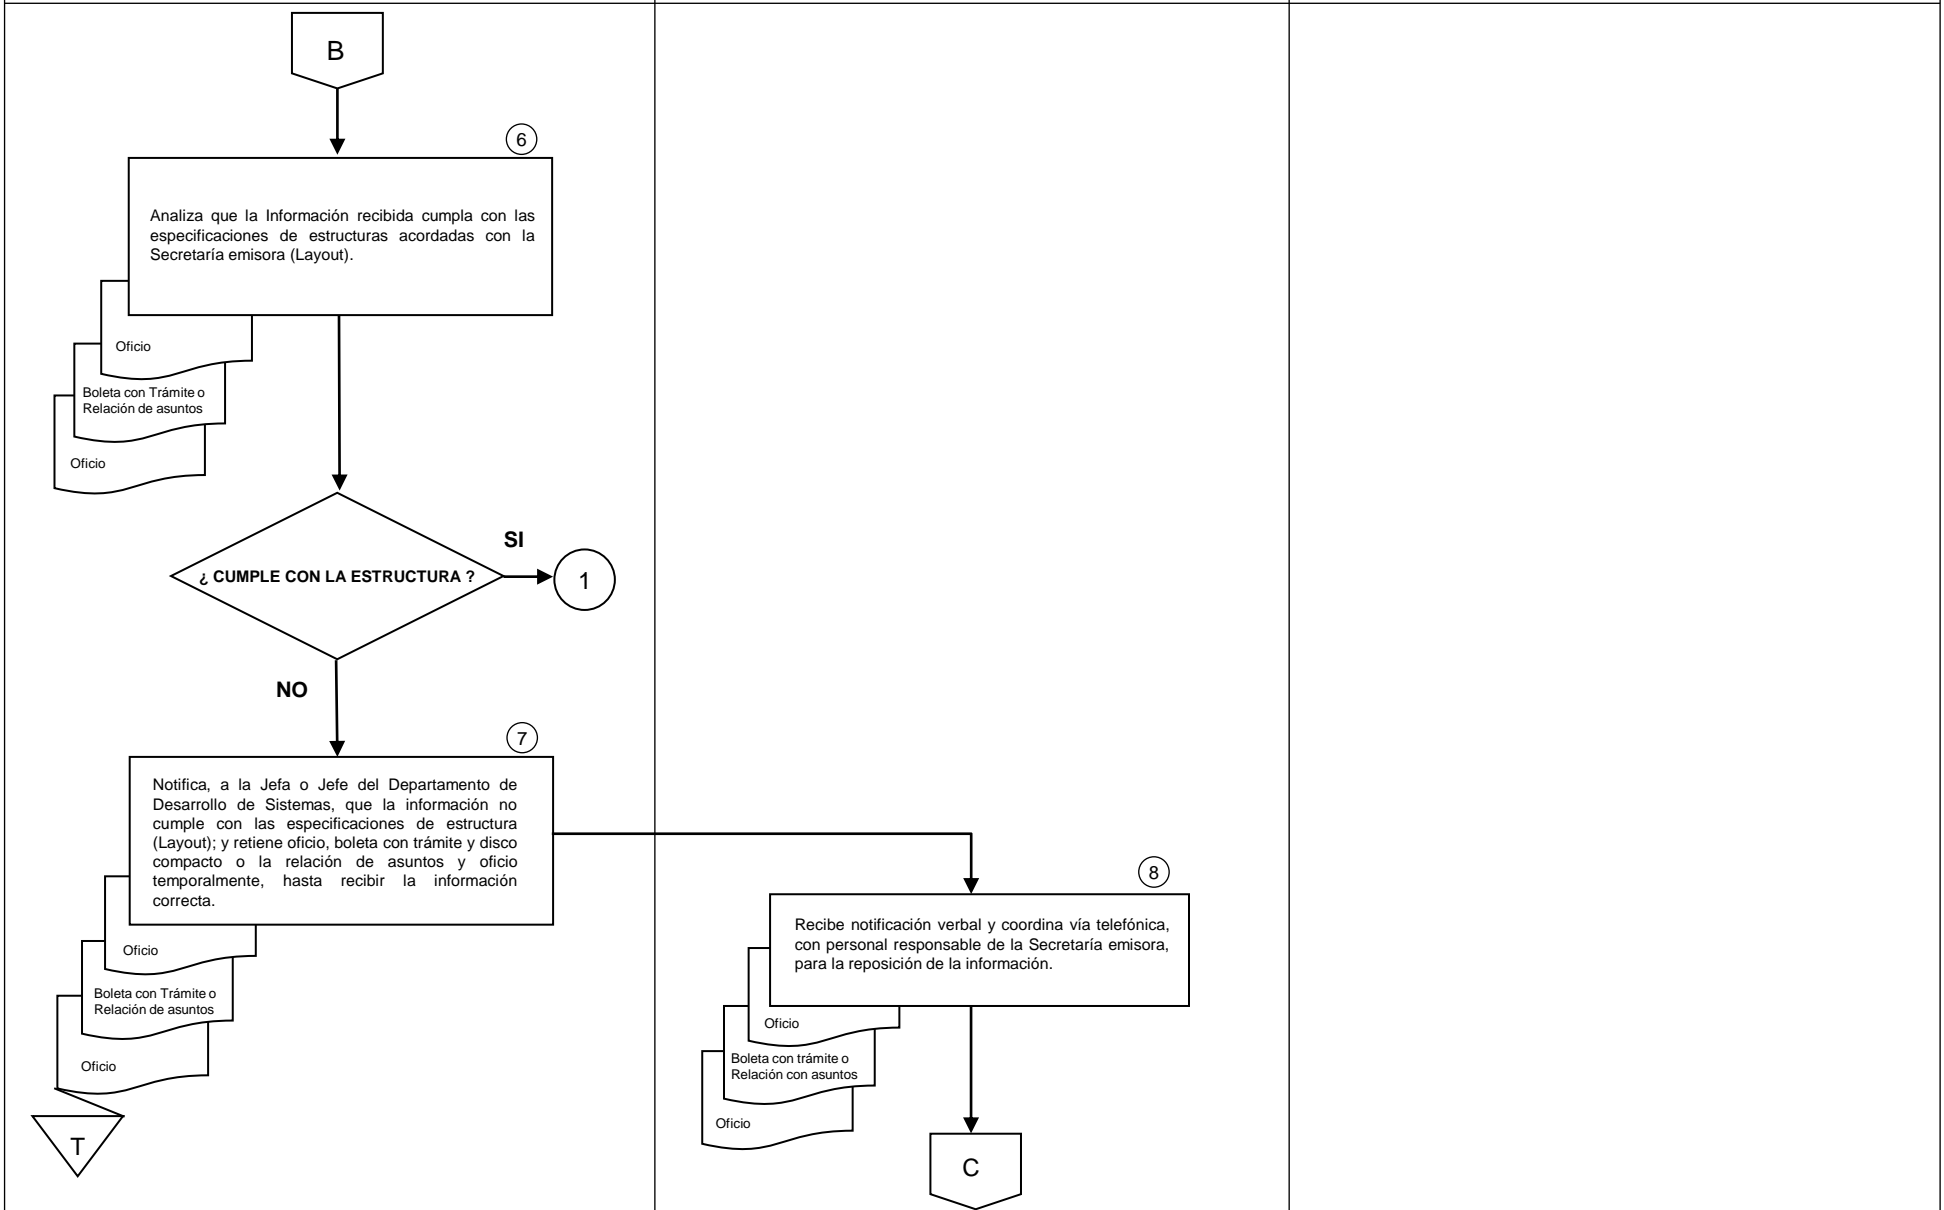 B
6
Analiza que la Información recibida cumpla con las
especificaciones de estructuras acordadas con la
Secretaría emisora (Layout).
Oficio
Boleta con Trámite o
Relación de asuntos
Oficio
¿ CUMPLE CON LA ESTRUCTURA ?
SI
1
NO
7
Notifica, a la Jefa o Jefe del Departamento de
Desarrollo de Sistemas, que la información no
cumple con las especificaciones de estructura
(Layout); y retiene oficio, boleta con trámite y disco
compacto o la relación de asuntos y oficio
temporalmente, hasta recibir la información
correcta.
Oficio
Boleta con Trámite o
Relación de asuntos
Oficio
T
8
Recibe notificación verbal y coordina vía telefónica,
con personal responsable de la Secretaría emisora,
para la reposición de la información.
Oficio
Boleta con trámite o
Relación con asuntos
Oficio
C